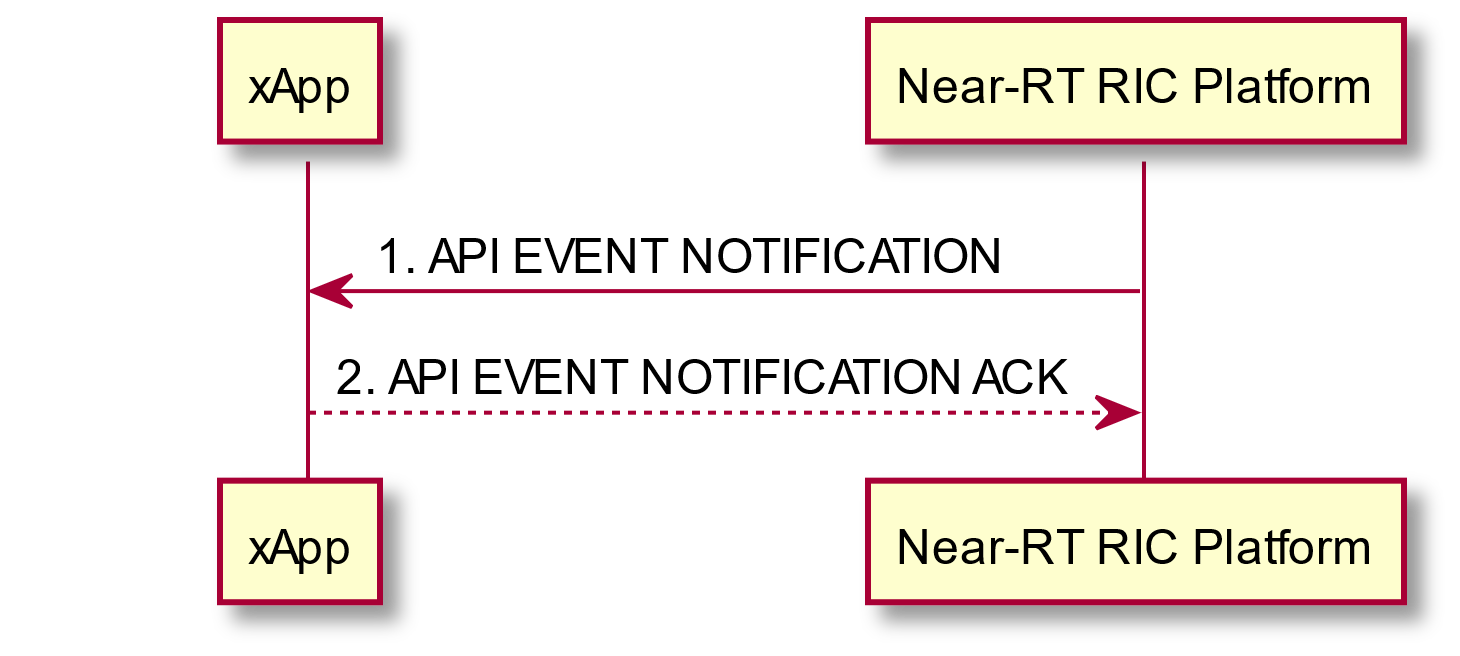 xApp
Near-RT RIC Platform
1. API EVENT NOTIFICATION
2. API EVENT NOTIFICATION ACK
xApp
Near-RT RIC Platform